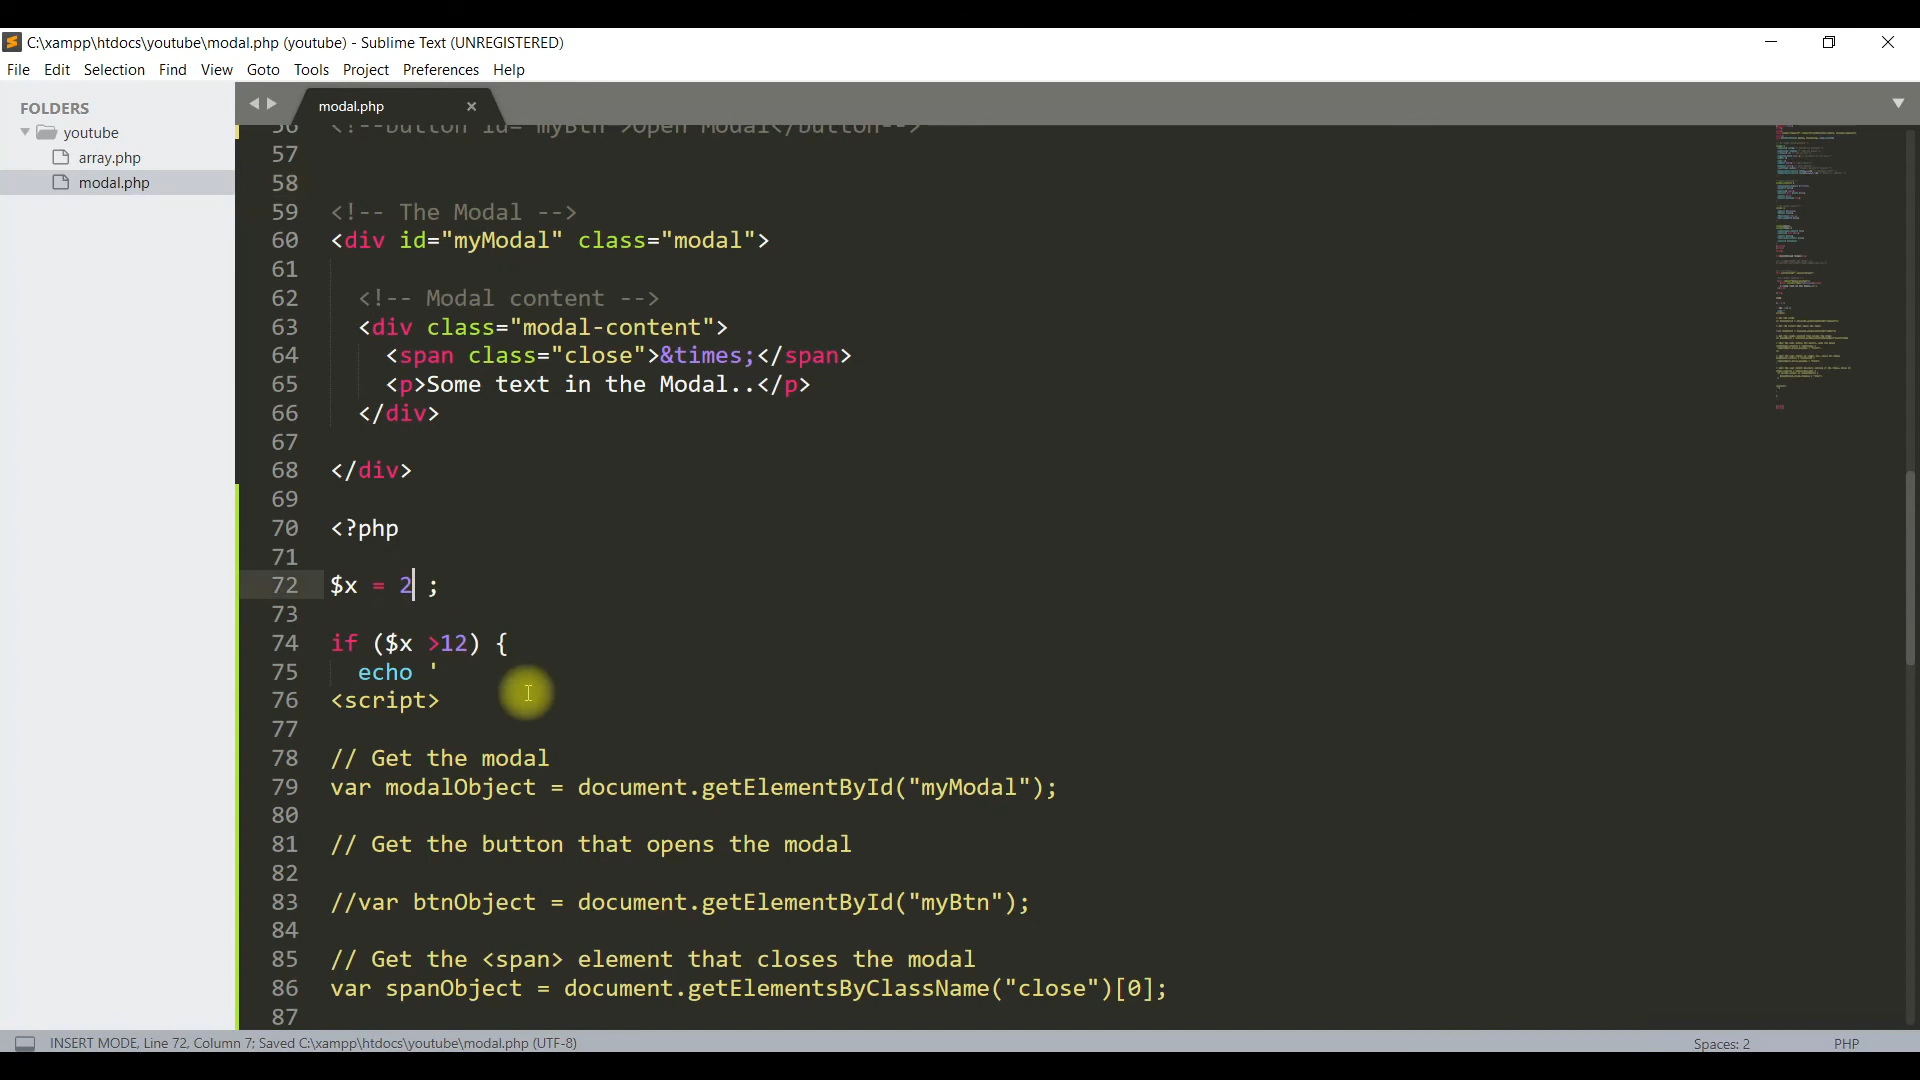 C:\xampp\htdocs\youtube\modal.php (youtube) - Sublime Text (UNREGISTERED)
File Edit Selection Find View Goto Tools Project Preferences Help
FOLDERS
youtube
array.php
modal.php
modal.php
56 <!--button id="myBtn">Open Modal</button-->
57
58
59 <!-- The Modal -->
60 <div id="myModal" class="modal">
61
62 <!-- Modal content -->
63 <div class="modal-content">
64 <span class="close">&times;</span>
65 <p>Some text in the Modal..</p>
66 </div>
67
68 </div>
69
70 <?php
71
72 $x = 2 ;
73
74 if ($x >12) {
75 echo '
76 <script>
77
78 // Get the modal
79 var modalObject = document.getElementById("myModal");
80
81 // Get the button that opens the modal
82
83 //var btnObject = document.getElementById("myBtn");
84
85 // Get the <span> element that closes the modal
86 var spanObject = document.getElementsByClassName("close")[0];
87
INSERT MODE, Line 72, Column 7; Saved C:\xampp\htdocs\youtube\modal.php (UTF-8)
Spaces: 2
PHP